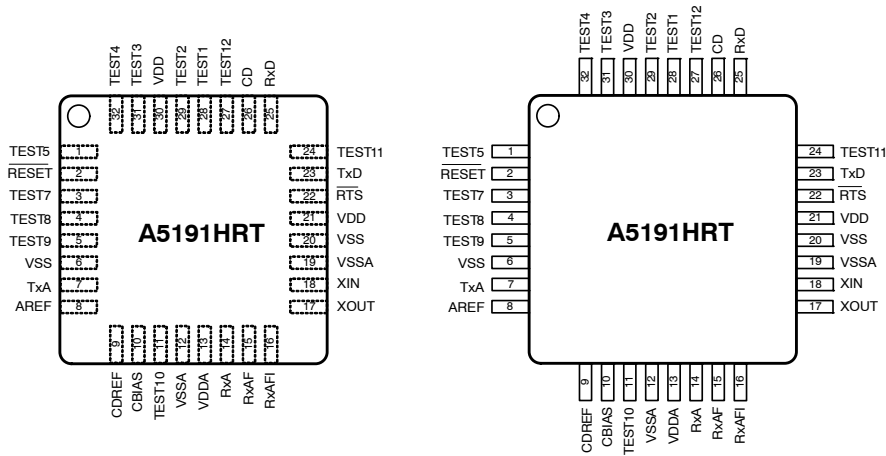 TEST4 TEST3 VDD TEST2 TEST1 TEST12 CD RxD
32 31 30 29 28 27 26 25
TEST5 1
RESET 2
TEST7 3
TEST8 4
TEST9 5
VSS 6
TxA 7
AREF 8
A5191HRT
24 TEST11
23 TxD
22 RTS
21 VDD
20 VSS
19 VSSA
18 XIN
17 XOUT
9 10 11 12 13 14 15 16
CDREF CBIAS TEST10 VSSA VDDA RxA RxAF RxAFI
TEST4 TEST3 VDD TEST2 TEST1 TEST12 CD RxD
32 31 30 29 28 27 26 25
TEST5 1
RESET 2
TEST7 3
TEST8 4
TEST9 5
VSS 6
TxA 7
AREF 8
A5191HRT
24 TEST11
23 TxD
22 RTS
21 VDD
20 VSS
19 VSSA
18 XIN
17 XOUT
9 10 11 12 13 14 15 16
CDREF CBIAS TEST10 VSSA VDDA RxA RxAF RxAFI